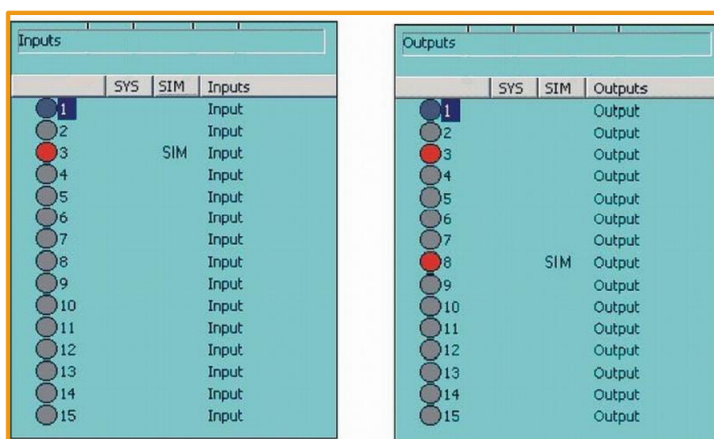 Inputs
SYS SIM Inputs
1 Input
2 Input
3 SIM Input
4 Input
5 Input
6 Input
7 Input
8 Input
9 Input
10 Input
11 Input
12 Input
13 Input
14 Input
15 Input
Outputs
SYS SIM Outputs
1 Output
2 Output
3 Output
4 Output
5 Output
6 Output
7 Output
8 SIM Output
9 Output
10 Output
11 Output
12 Output
13 Output
14 Output
15 Output